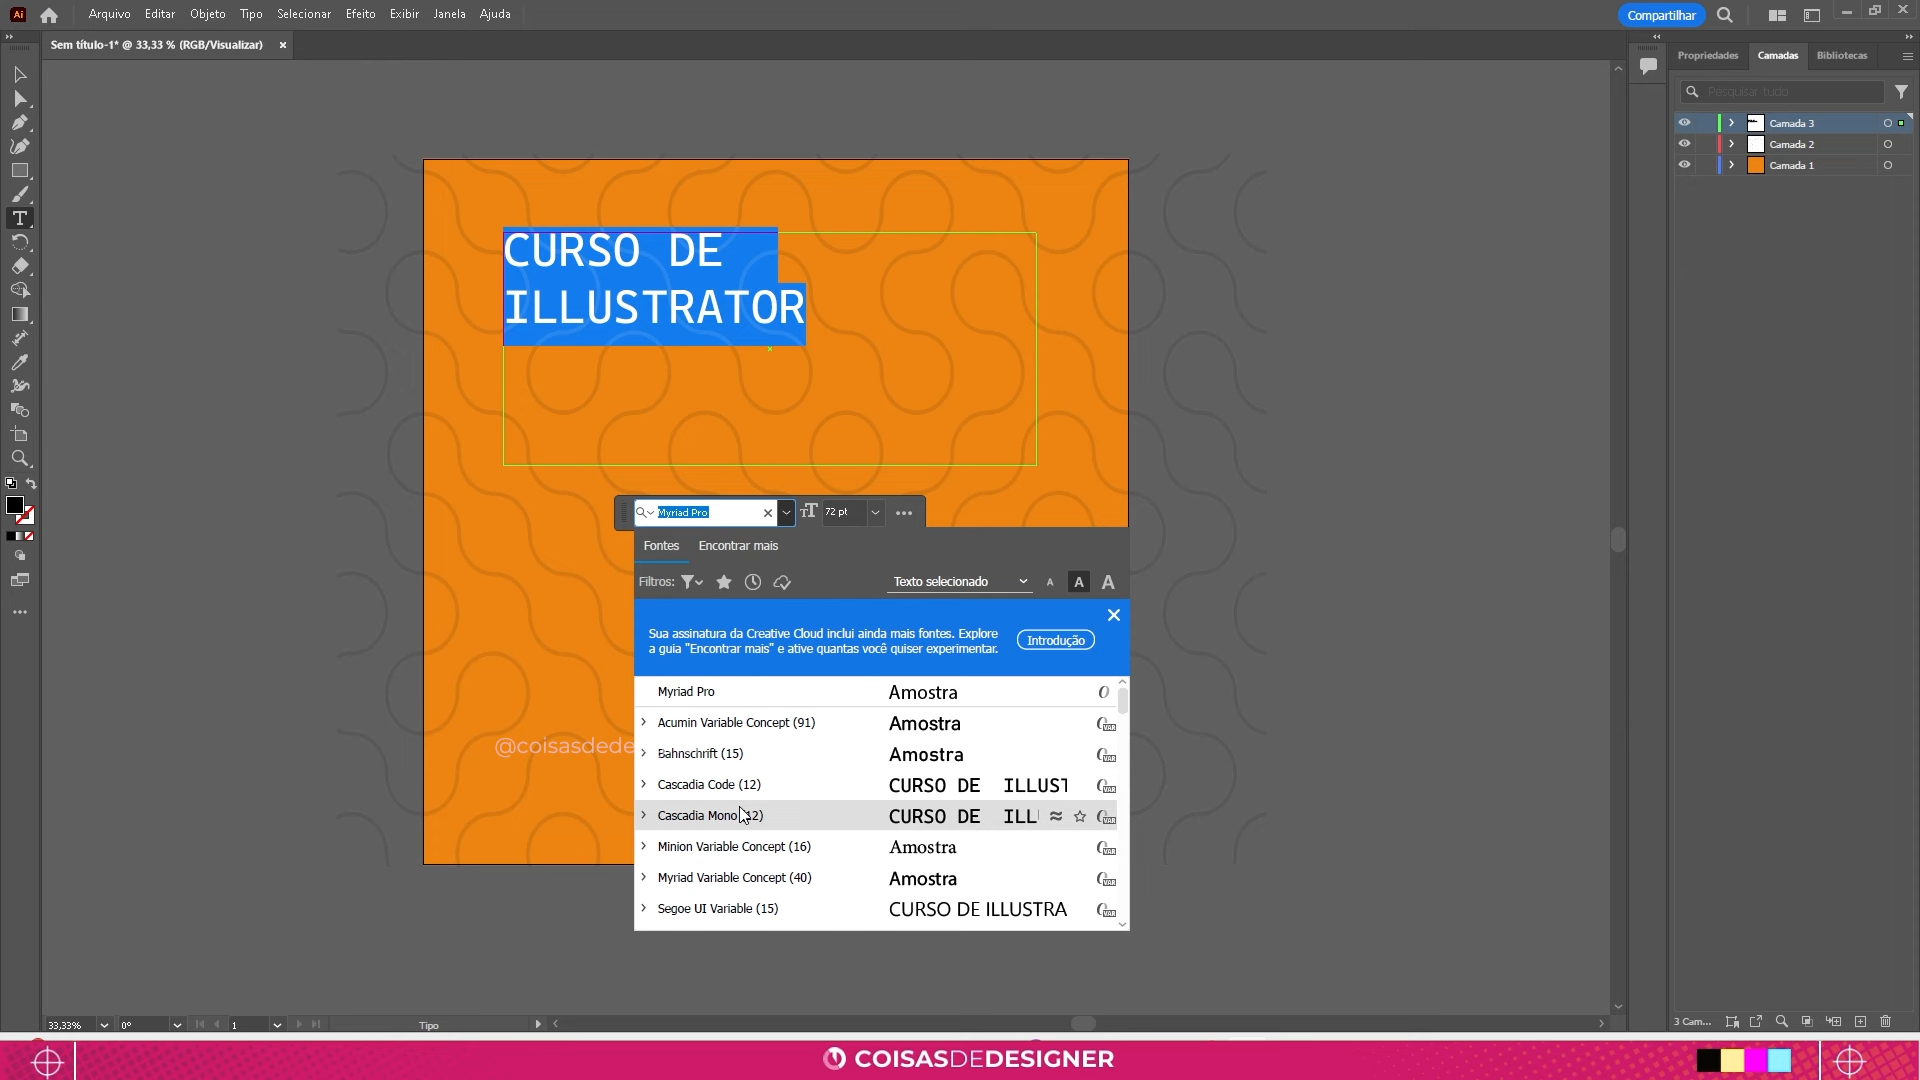 Ai
Arquivo Editar Objeto Tipo Selecionar Efeito Exibir Janela Ajuda
Compartilhar
Sem título-1* @ 33,33 % (RGB/Visualizar)
Propriedades Camadas Bibliotecas
Pesquisar tudo
Camada 3
Camada 2
Camada 1
CURSO DE
ILLUSTRATOR
Myriad Pro
72 pt
Fontes Encontrar mais
Filtros:
Texto selecionado
A A A
Sua assinatura da Creative Cloud inclui ainda mais fontes. Explore
a guia "Encontrar mais" e ative quantas você quiser experimentar.
Introdução
Myriad Pro Amostra
Acumin Variable Concept (91) Amostra
Bahnschrift (15) Amostra
@coisasdede
Cascadia Code (12) CURSO DE ILLUST
Cascadia Mono (12) CURSO DE ILL
Minion Variable Concept (16) Amostra
Myriad Variable Concept (40) Amostra
Segoe UI Variable (15) CURSO DE ILLUSTRA
33,33% 0° 1 Tipo
3 Cam...
COISASDEDESIGNER